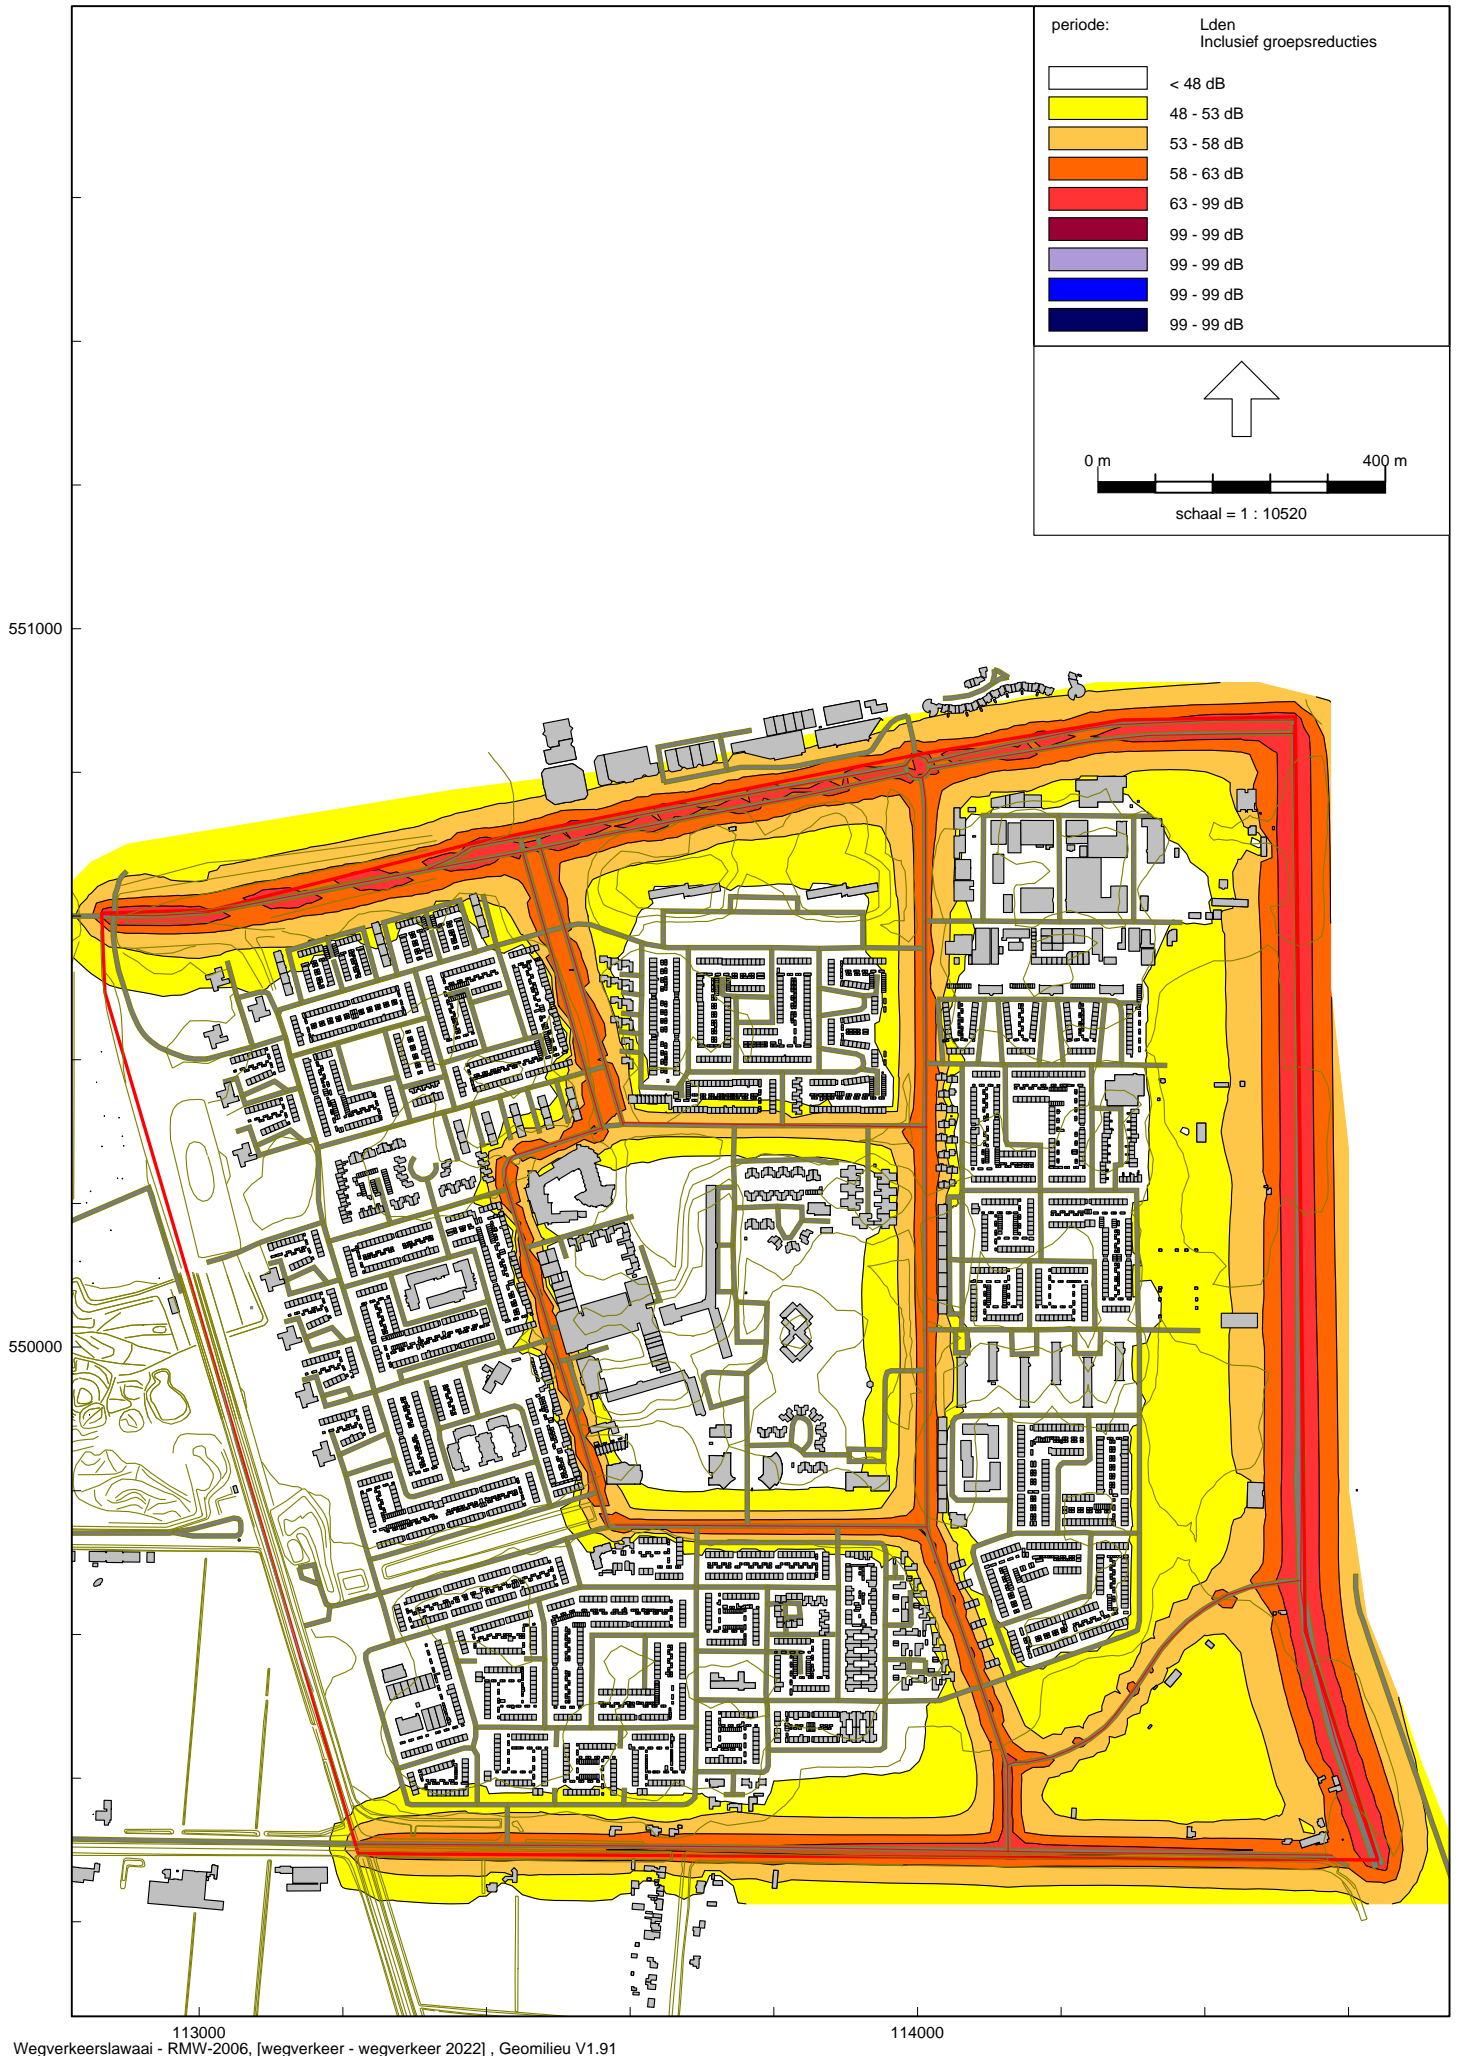 periode: Lden
Inclusief groepsreducties
< 48 dB
48 - 53 dB
53 - 58 dB
58 - 63 dB
63 - 99 dB
99 - 99 dB
99 - 99 dB
99 - 99 dB
99 - 99 dB
0 m 400 m
schaal = 1 : 10520
551000
550000
113000 114000
Wegverkeerslawaai - RMW-2006, [wegverkeer - wegverkeer 2022] , Geomilieu V1.91